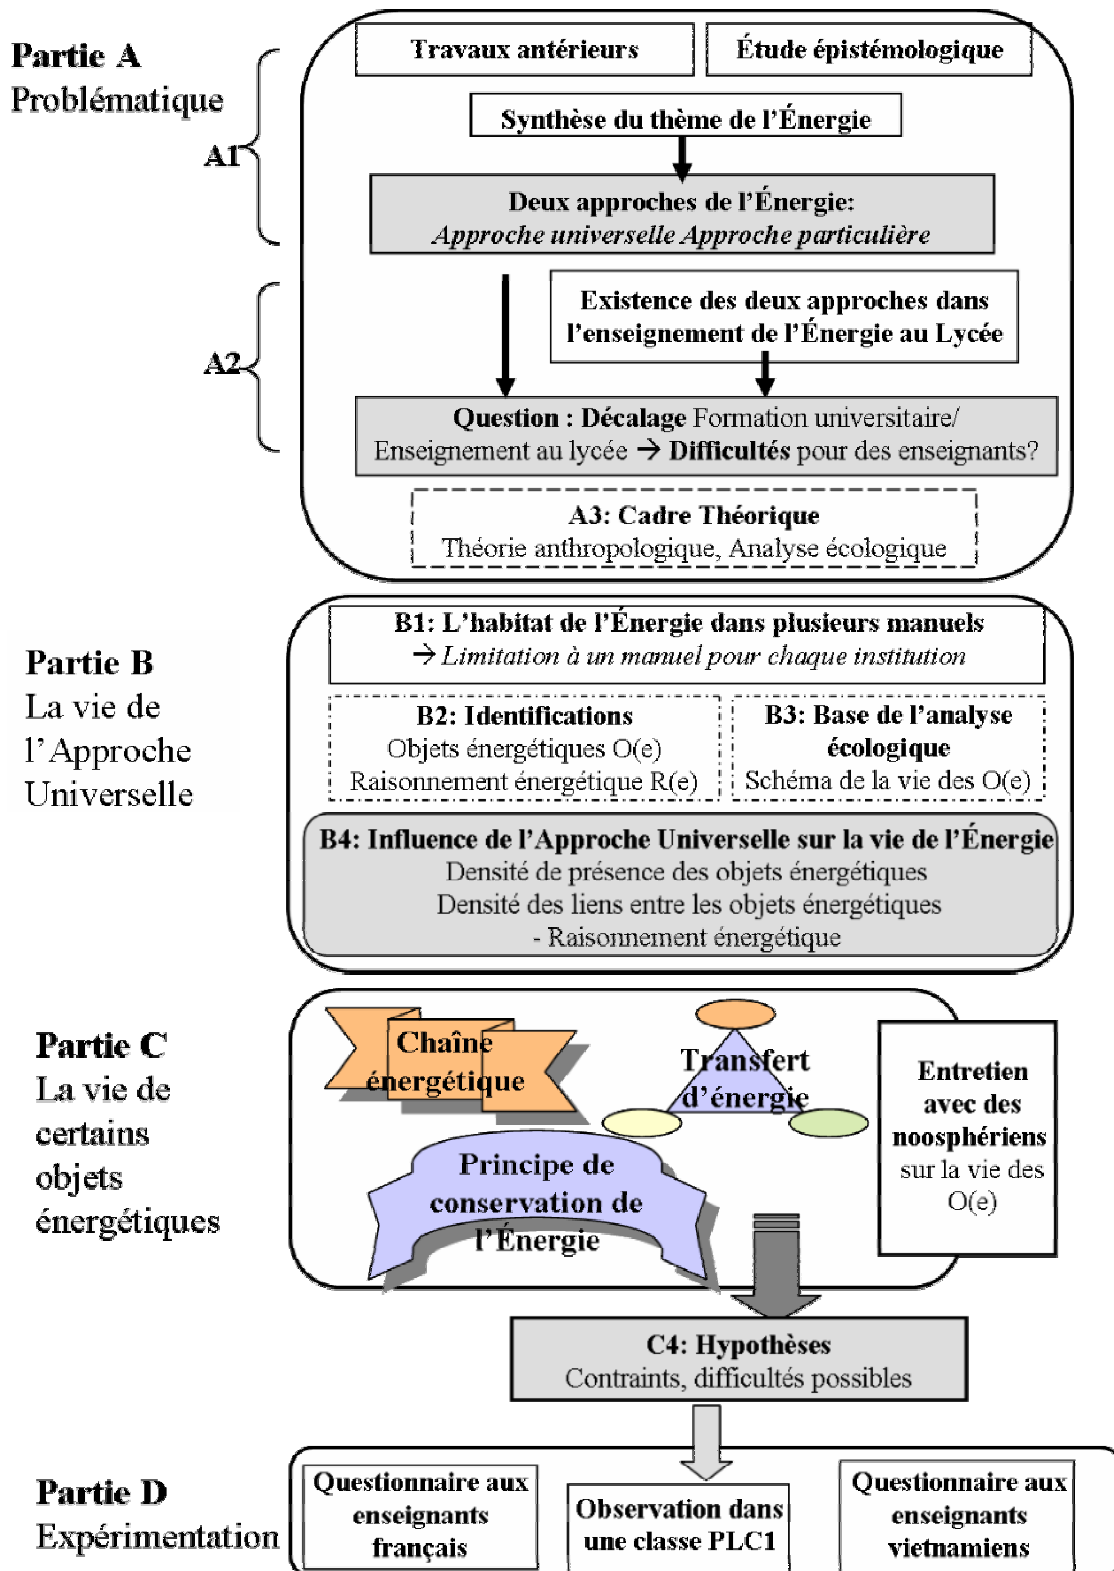 Partie A
Problématique
A1
Travaux antérieurs
Étude épistémologique
Synthèse du thème de l’Énergie
Deux approches de l’Énergie:
Approche universelle Approche particulière
A2
Existence des deux approches dans
l’enseignement de l’Énergie au Lycée
Question : Décalage Formation universitaire/
Enseignement au lycée → Difficultés pour des enseignants?
A3: Cadre Théorique
Théorie anthropologique, Analyse écologique
Partie B
La vie de
l’Approche
Universelle
B1: L’habitat de l’Énergie dans plusieurs manuels
→ Limitation à un manuel pour chaque institution
B2: Identifications
Objets énergétiques O(e)
Raisonnement énergétique R(e)
B3: Base de l’analyse
écologique
Schéma de la vie des O(e)
B4: Influence de l’Approche Universelle sur la vie de l’Énergie
Densité de présence des objets énergétiques
Densité des liens entre les objets énergétiques
- Raisonnement énergétique
Partie C
La vie de
certains
objets
énergétiques
Chaîne
énergétique
Transfert
d’énergie
Principe de
conservation de
l’Énergie
Entretien
avec des
noosphériens
sur la vie des
O(e)
C4: Hypothèses
Contraints, difficultés possibles
Partie D
Expérimentation
Questionnaire aux
enseignants
français
Observation dans
une classe PLC1
Questionnaire aux
enseignants
vietnamiens